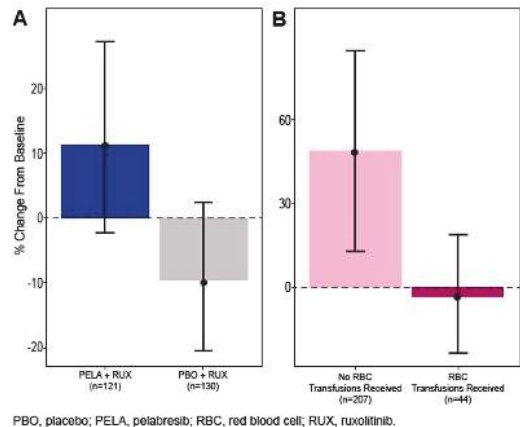 A
B
% Change From Baseline
20
10
0
-10
-20
60
30
0
PELA + RUX
(n=121)
PBO + RUX
(n=130)
No RBC
Transfusions Received
(n=207)
RBC
Transfusions Received
(n=44)
PBO, placebo; PELA, pelabresib; RBC, red blood cell; RUX, ruxolitinib.